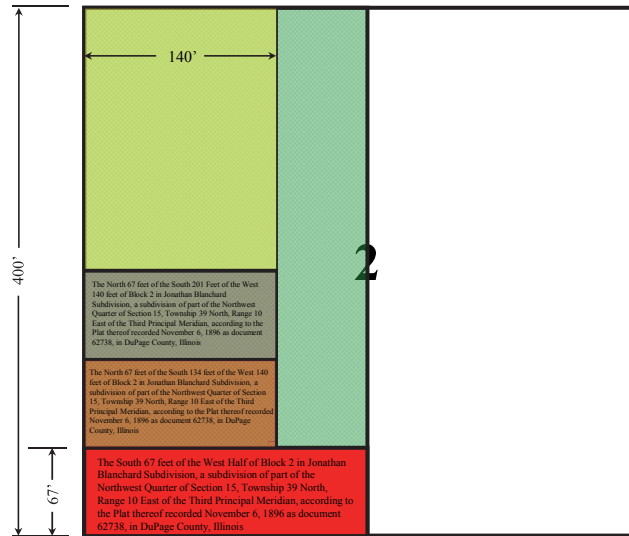 140’
400’
2
The North 67 feet of the South 201 Feet of the West
140 feet of Block 2 in Jonathan Blanchard
Subdivision, a subdivision of part of the Northwest
Quarter of Section 15, Township 39 North, Range 10
East of the Third Principal Meridian, according to the
Plat thereof recorded November 6, 1896 as document
62738, in DuPage County, Illinois
The North 67 feet of the South 134 feet of the West 140
feet of Block 2 in Jonathan Blanchard Subdivision, a
subdivision of part of the Northwest Quarter of Section
15, Township 39 North, Range 10 East of the Third
Principal Meridian, according to the Plat thereof recorded
November 6, 1896 as document 62738, in DuPage
County, Illinois
67’
The South 67 feet of the West Half of Block 2 in Jonathan
Blanchard Subdivision, a subdivision of part of the
Northwest Quarter of Section 15, Township 39 North,
Range 10 East of the Third Principal Meridian, according to
the Plat thereof recorded November 6, 1896 as document
62738, in DuPage County, Illinois